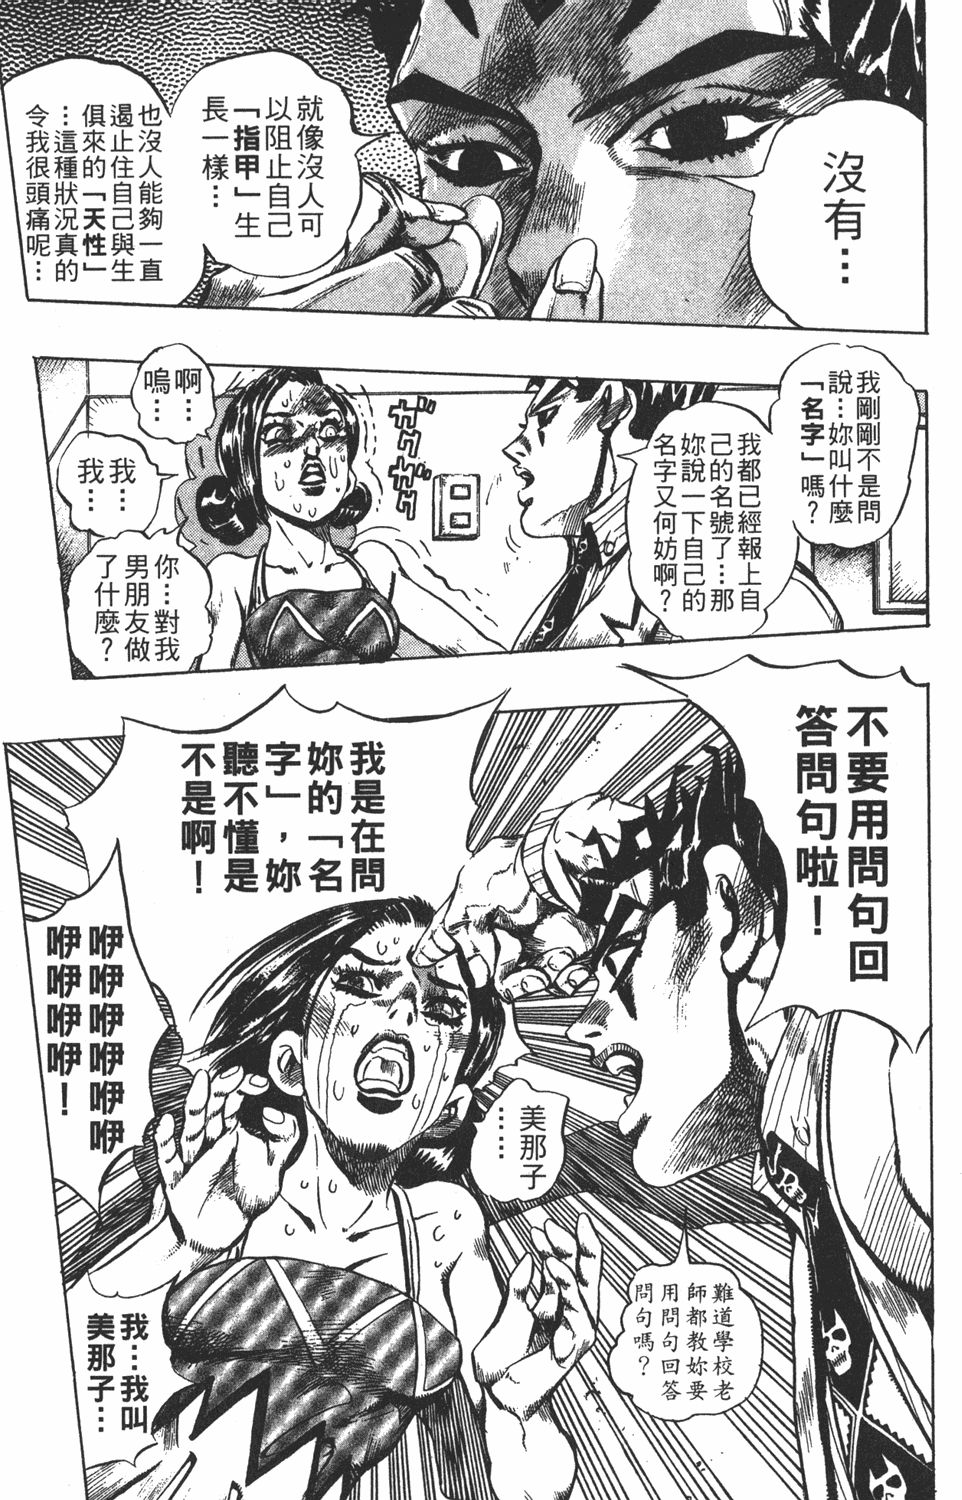 沒有…
就像沒人可
以阻止自己
「指甲」生
長一樣…
也沒人能夠一直
遏止住自己與生
俱來的「天性」
…這種狀況真的
令我很頭痛呢…
我剛剛不是問
說…妳叫什麼
「名字」嗎？
我都已經報上自
己的名號了…那
妳說一下自己的
名字又何妨啊？
ガタガタ
啊…
嗚…
我…
我…
你…對我
男朋友做
了什麼？
不要用問句回
答問句啦！
我是在問
妳的「名
字」，妳
聽不懂是
不是啊！
咿咿咿咿咿咿
咿咿咿咿！
美那子
……
難道學校老
師都教妳要
用問句回答
問句嗎？
我…我叫
美那子…